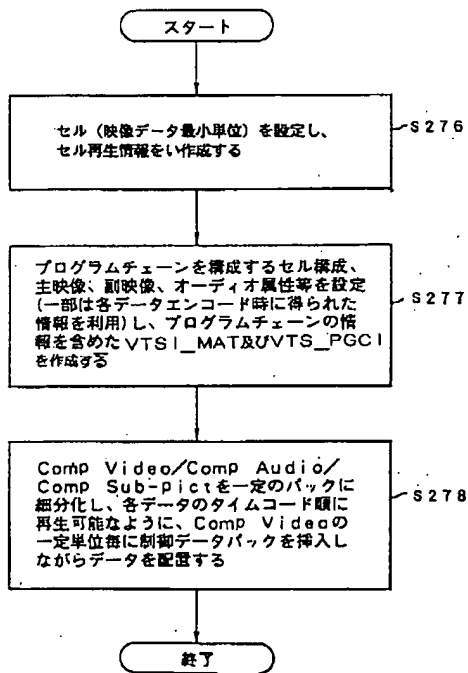 スタート
セル(映像データ最小単位)を設定し、
セル再生情報をい作成する
S276
プログラムチェーンを構成するセル構成、
主映像、副映像、オーディオ属性等を設定
(一部は各データエンコード時に得られた
情報を利用)し、プログラムチェーンの情
報を含めたVTSI_MAT及びVTS_PGCI
を作成する
S277
Comp Video/Comp Audio/
Comp Sub-pictを一定のパックに
細分化し、各データのタイムコード順に
再生可能なように、Comp Videoの
一定単位毎に制御データパックを挿入し
ながらデータを配置する
S278
終了